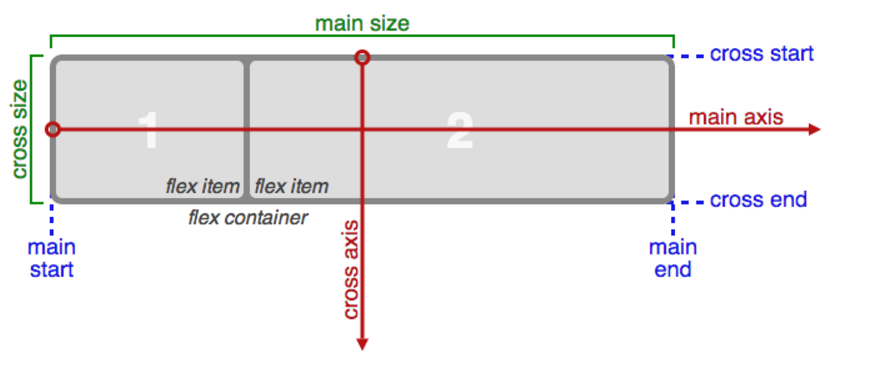 main size
cross start
cross size
main axis
1
2
flex item
flex item
cross end
flex container
cross axis
main
start
main
end